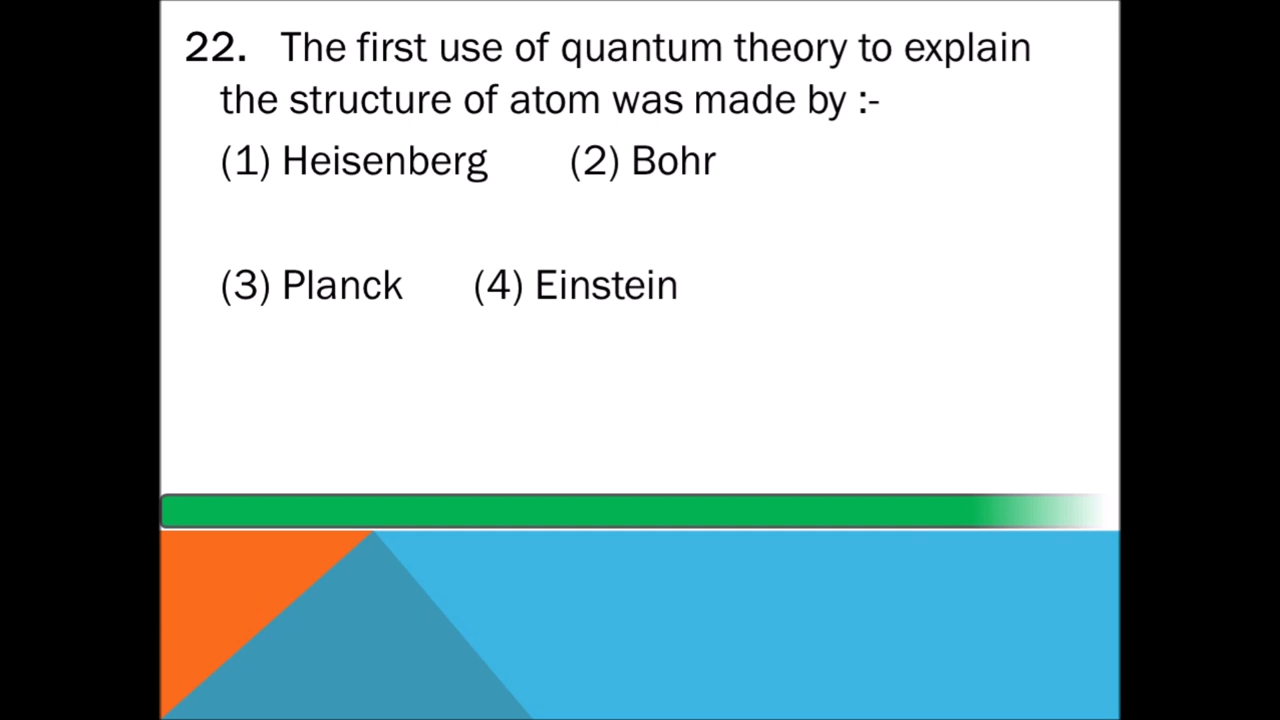 22. The first use of quantum theory to explain
the structure of atom was made by :-
(1) Heisenberg (2) Bohr
(3) Planck (4) Einstein